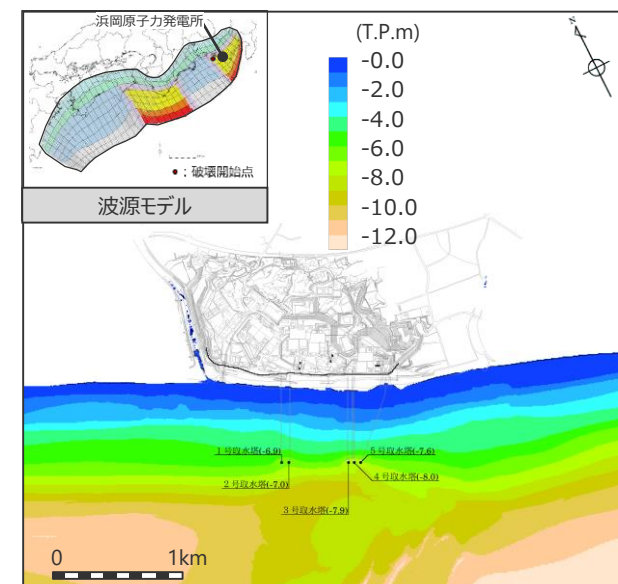 浜岡原子力発電所
●：破壊開始点
波源モデル
(T.P.m)
-0.0
-2.0
-4.0
-6.0
-8.0
-10.0
-12.0
N
1号取水塔(-6.9)
5号取水塔(-7.6)
2号取水塔(-7.0)
4号取水塔(-8.0)
3号取水塔(-7.9)
0 1km